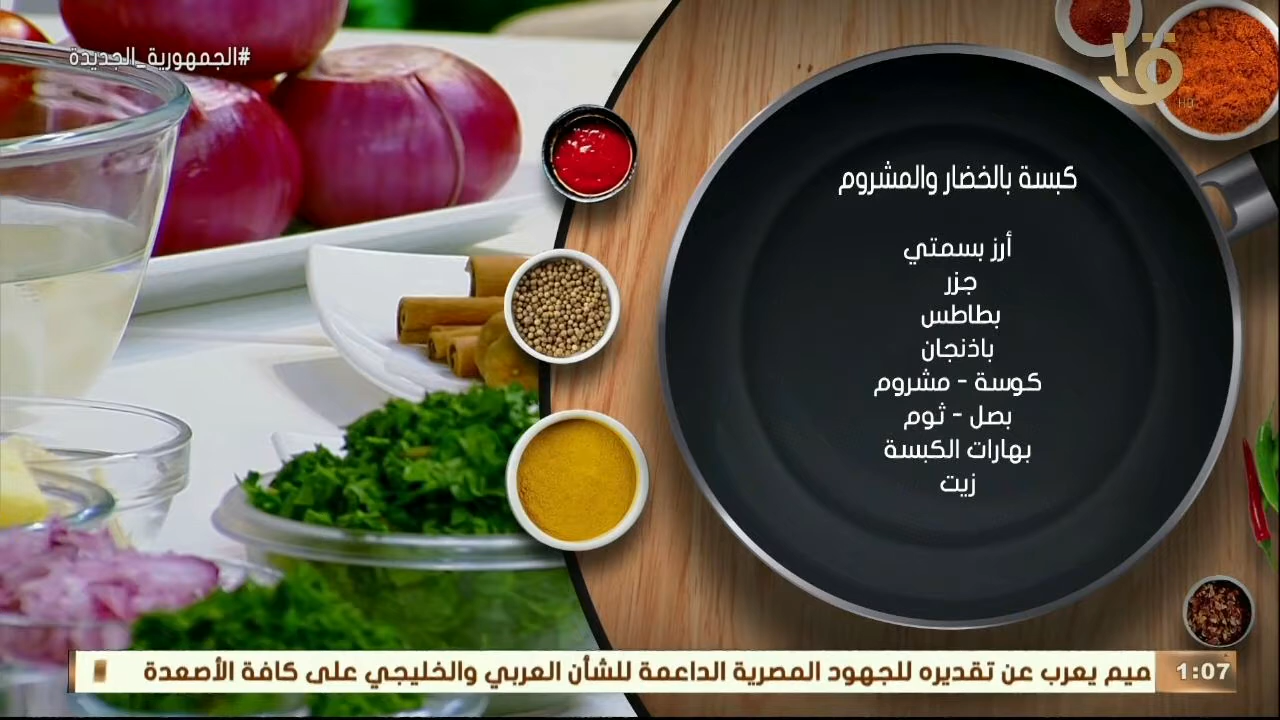 #الجمهورية_الجديدة
HD
كبسة بالخضار والمشروم
أرز بسمتي
جزر
بطاطس
باذنجان
كوسة - مشروم
بصل - ثوم
بهارات الكبسة
زيت
1:07
ميم يعرب عن تقديره للجهود المصرية الداعمة للشأن العربي والخليجي على كافة الأصعدة